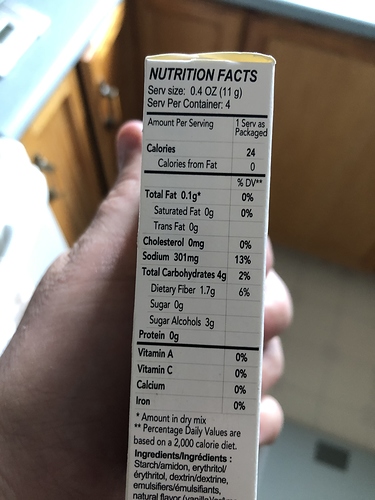 NUTRITION FACTS
Serv size: 0.4 OZ (11 g)
Serv Per Container: 4
Amount Per Serving 1 Serv as Packaged
Calories 24
Calories from Fat 0
% DV**
Total Fat 0.1g* 0%
Saturated Fat 0g 0%
Trans Fat 0g
Cholesterol 0mg 0%
Sodium 301mg 13%
Total Carbohydrates 4g 2%
Dietary Fiber 1.7g 6%
Sugar 0g
Sugar Alcohols 3g
Protein 0g
Vitamin A 0%
Vitamin C 0%
Calcium 0%
Iron 0%
* Amount in dry mix
** Percentage Daily Values are
based on a 2,000 calorie diet.
Ingredients/Ingrédients :
Starch/amidon, erythritol/
érythritol, dextrin/dextrine,
emulsifiers/émulsifiants,
natural flavor